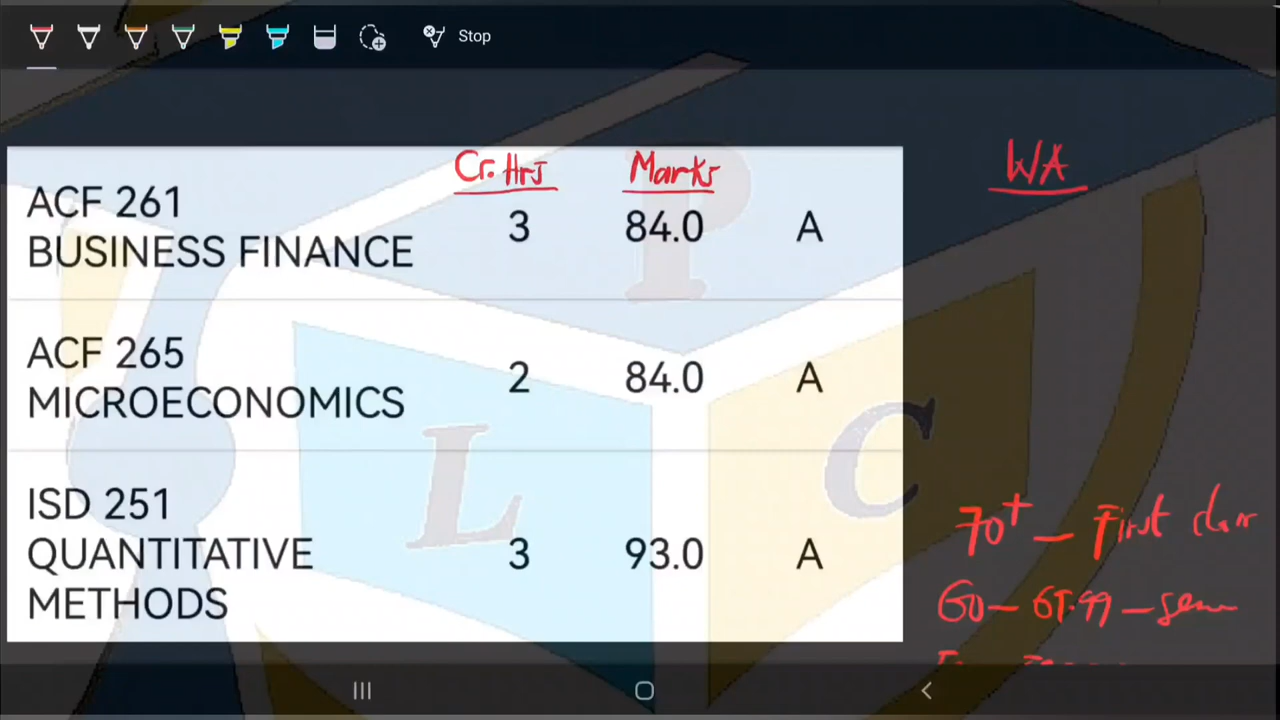 Stop
Cr. Hrs Marks WA
ACF 261
BUSINESS FINANCE 3 84.0 A
P
ACF 265
MICROECONOMICS 2 84.0 A
L C
ISD 251
QUANTITATIVE
METHODS 3 93.0 A
70+ — First class
60 – 69.99 –